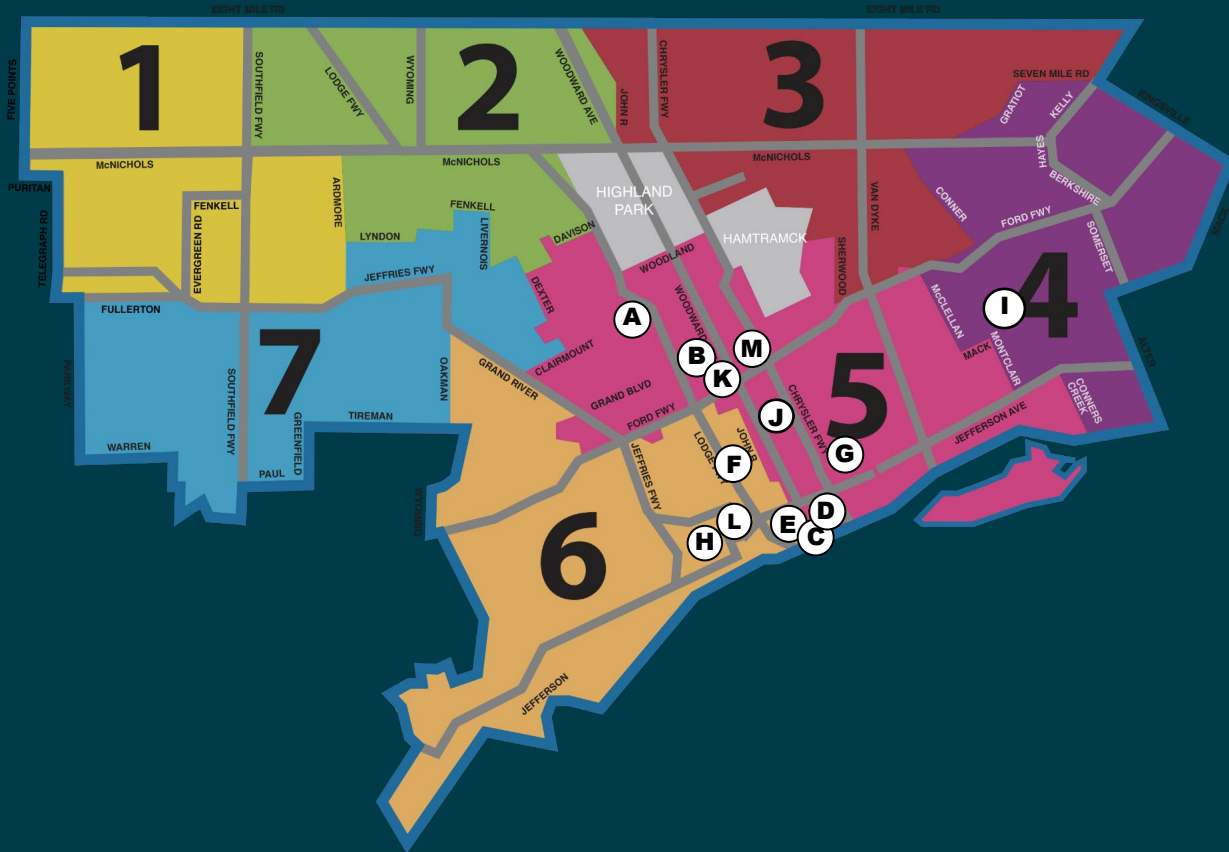 EIGHT MILE RD
EIGHT MILE RD
FIVE POINTS
1
SOUTHFIELD FWY
LODGE FWY
WYOMING
2
WOODWARD AVE
JOHN R
CHRYSLER FWY
3
SEVEN MILE RD
GRATIOT
KELLY
KINGSVILLE
McNICHOLS
McNICHOLS
McNICHOLS
HAYES
BERKSHIRE
PURITAN
TELEGRAPH RD
FENKELL
EVERGREEN RD
ARDMORE
LYNDON
FENKELL
LIVERNOIS
DAVISON
HIGHLAND
PARK
HAMTRAMCK
WOODLAND
VAN DYKE
SHERWOOD
CONNER
FORD FWY
SOMERSET
JEFFRIES FWY
DEXTER
FULLERTON
WOODWARD
McCLELLAN
A
I
4
7
B
M
K
5
MACK
MONTCLAIR
ALTER
PARKWAY
SOUTHFIELD FWY
OAKMAN
GRAND RIVER
CLAIRMOUNT
GRAND BLVD
FORD FWY
CHRYSLER FWY
J
CONNERS
CREEK
JEFFERSON AVE
TIREMAN
GREENFIELD
WARREN
PAUL
WYOMING
JEFFRIES FWY
JOHN R
F
G
6
H
L
E
D
C
JEFFERSON